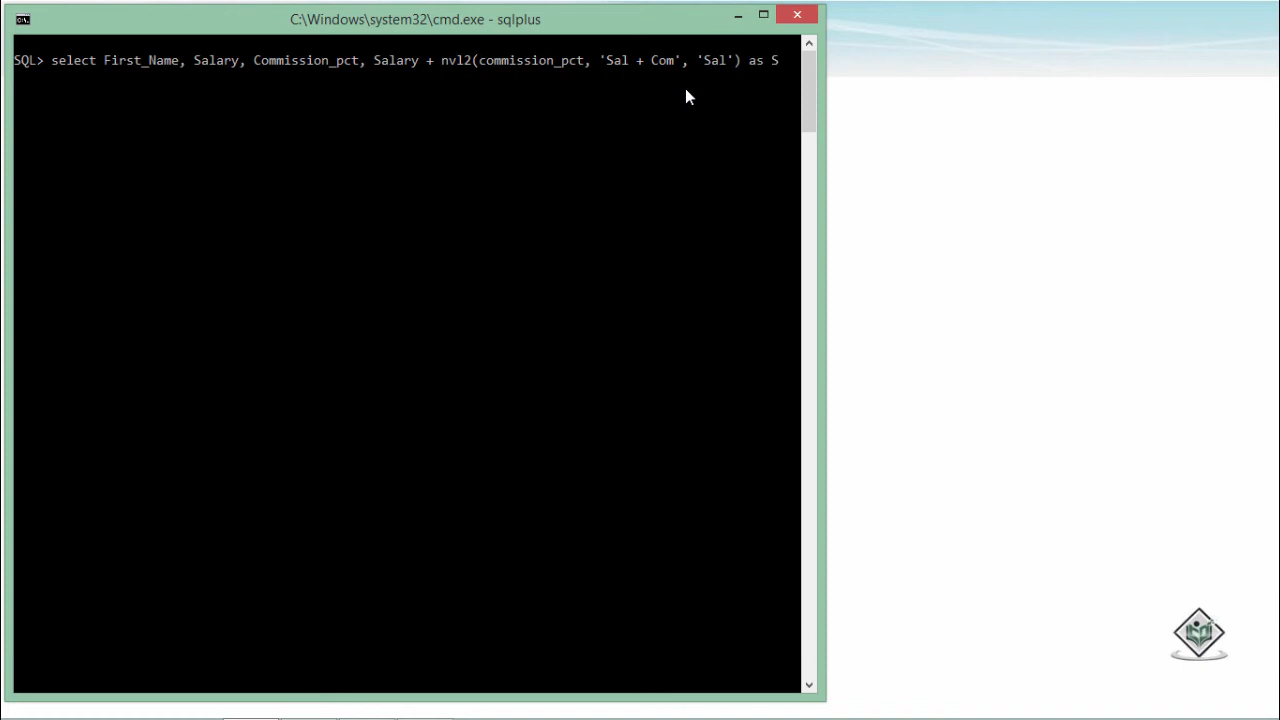 C:\Windows\system32\cmd.exe - sqlplus
SQL> select First_Name, Salary, Commission_pct, Salary + nvl2(commission_pct, 'Sal + Com', 'Sal') as S